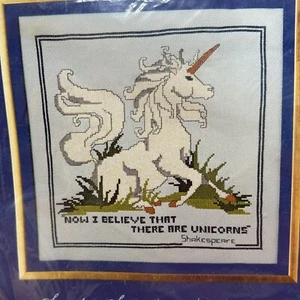 "NOW I BELIEVE THAT
THERE ARE UNICORNS"
Shakespeare